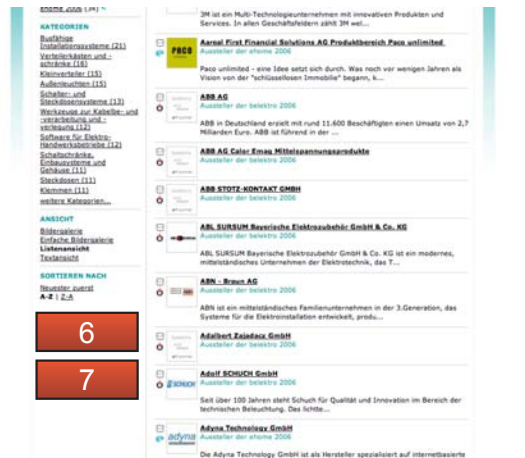 ehome 2006 (34)
KATEGORIEN
Busfähige
Installationssysteme (21)
Verteilerkästen und -
schränke (16)
Kleinverteiler (15)
Außenleuchten (15)
Schalter- und
Steckdosensysteme (13)
Werkzeuge zur Kabelbe- und
-verarbeitung und -
verlegung (12)
Software für Elektro-
Handwerksbetriebe (12)
Schaltschränke,
Einbausysteme und
Gehäuse (11)
Steckdosen (11)
Klemmen (11)
weitere Kategorien...
ANSICHT
Bildergalerie
Einfache Bildergalerie
Listenansicht
Textansicht
SORTIEREN NACH
Neuester zuerst
A-Z | Z-A
6
7
3M ist ein Multi-Technologieunternehmen mit innovativen Produkten und
Services. In allen Geschäftsfeldern zählt 3M wel...
PACO
Aareal First Financial Solutions AG Produktbereich Paco unlimited
Aussteller der ehome 2006
Paco unlimited - eine Idee setzt sich durch. Was noch vor wenigen Jahren als
Vision von der "schlüssellosen Immobilie" begann, k...
ABB AG
Aussteller der belektro 2006
ABB in Deutschland erzielt mit rund 11.600 Beschäftigten einen Umsatz von 2,7
Milliarden Euro. ABB ist führend in der ...
ABB AG Calor Emag Mittelspannungsprodukte
Aussteller der belektro 2006
ABB STOTZ-KONTAKT GMBH
Aussteller der belektro 2006
ABL SURSUM Bayerische Elektrozubehör GmbH & Co. KG
Aussteller der belektro 2006
ABL SURSUM Bayerische Elektrozubehör GmbH & Co. KG ist ein modernes,
mittelständisches Unternehmen der Elektrotechnik, das T...
ABN - Braun AG
Aussteller der belektro 2006
ABN ist ein mittelständisches Familienunternehmen in der 3.Generation, das
Systeme für die Elektroinstallation entwickelt, produ...
Adalbert Zajadacz GmbH
Aussteller der belektro 2006
SCHUCH
Adolf SCHUCH GmbH
Aussteller der belektro 2006
Seit über 100 Jahren steht Schuch für Qualität und Innovation im Bereich der
technischen Beleuchtung. Das lichte...
adyna
Adyna Technology GmbH
Aussteller der ehome 2006
Die Adyna Technology GmbH ist als Hersteller spezialisiert auf internetbasierte